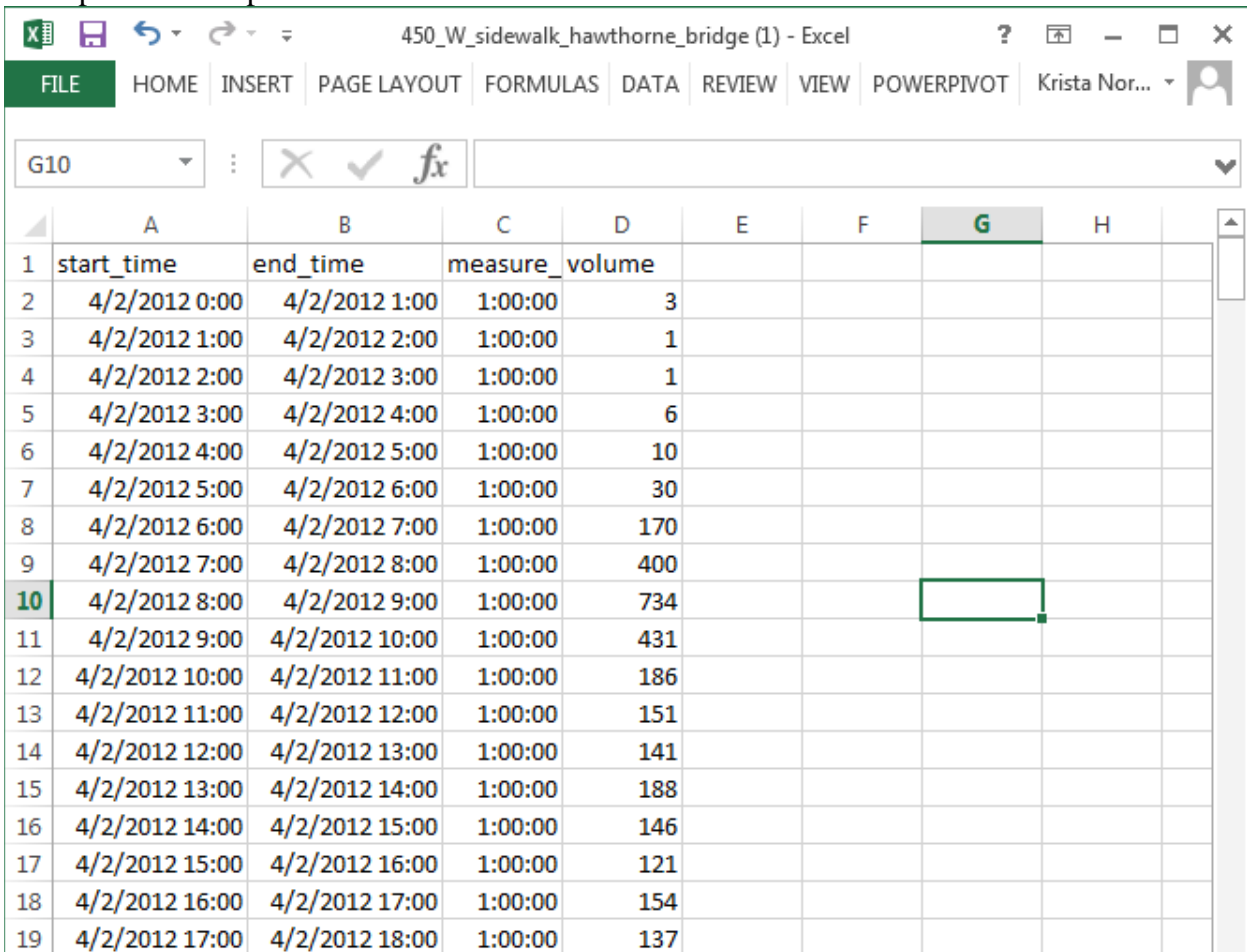 450_W_sidewalk_hawthorne_bridge (1) - Excel ?
FILE HOME INSERT PAGE LAYOUT FORMULAS DATA REVIEW VIEW POWERPIVOT Krista Nor...
G10 fx
A B C D E F G H
1 start_time end_time measure_ volume
2 4/2/2012 0:00 4/2/2012 1:00 1:00:00 3
3 4/2/2012 1:00 4/2/2012 2:00 1:00:00 1
4 4/2/2012 2:00 4/2/2012 3:00 1:00:00 1
5 4/2/2012 3:00 4/2/2012 4:00 1:00:00 6
6 4/2/2012 4:00 4/2/2012 5:00 1:00:00 10
7 4/2/2012 5:00 4/2/2012 6:00 1:00:00 30
8 4/2/2012 6:00 4/2/2012 7:00 1:00:00 170
9 4/2/2012 7:00 4/2/2012 8:00 1:00:00 400
10 4/2/2012 8:00 4/2/2012 9:00 1:00:00 734
11 4/2/2012 9:00 4/2/2012 10:00 1:00:00 431
12 4/2/2012 10:00 4/2/2012 11:00 1:00:00 186
13 4/2/2012 11:00 4/2/2012 12:00 1:00:00 151
14 4/2/2012 12:00 4/2/2012 13:00 1:00:00 141
15 4/2/2012 13:00 4/2/2012 14:00 1:00:00 188
16 4/2/2012 14:00 4/2/2012 15:00 1:00:00 146
17 4/2/2012 15:00 4/2/2012 16:00 1:00:00 121
18 4/2/2012 16:00 4/2/2012 17:00 1:00:00 154
19 4/2/2012 17:00 4/2/2012 18:00 1:00:00 137